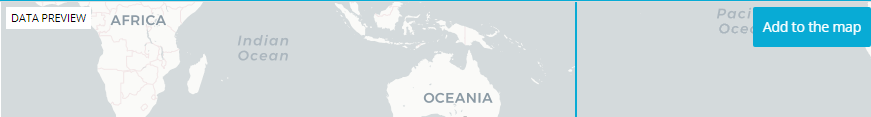 DATA PREVIEW
AFRICA
Indian
Ocean
OCEANIA
Add to the map